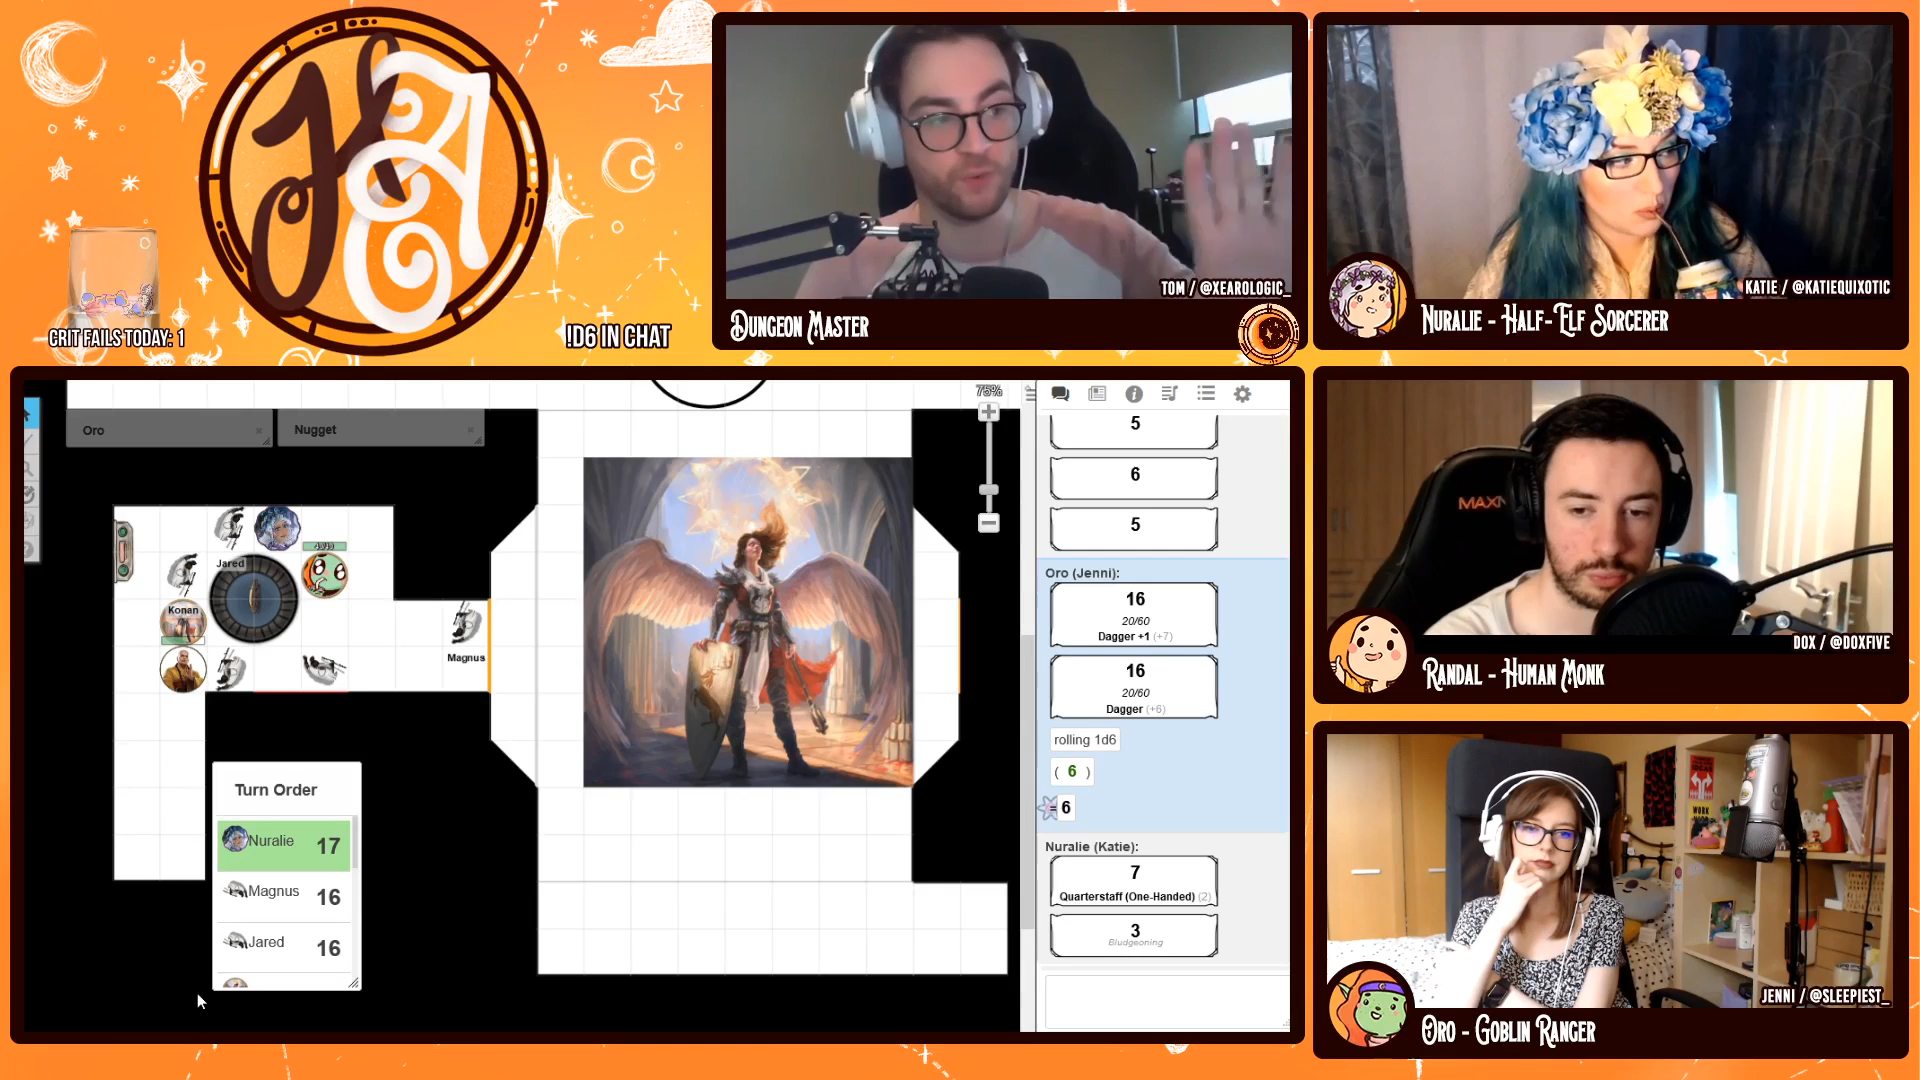 CRIT FAILS TODAY: 1
!D6 IN CHAT
TOM / @XEAROLOGIC_
DUNGEON MASTER
KATIE / @KATIEQUIXOTIC
NURALIE - HALF-ELF SORCERER
MAXN
DOX / @DOXFIVE
RANDAL - HUMAN MONK
WORK
JENNI / @SLEEPIEST_
ORO - GOBLIN RANGER
Oro
Nugget
75%
Jared
Konan
Magnus
Turn Order
Nuralie 17
Magnus 16
Jared 16
5
6
5
Oro (Jenni):
16
20/60
Dagger +1 (+7)
16
20/60
Dagger (+6)
rolling 1d6
( 6 )
= 6
Nuralie (Katie):
7
Quarterstaff (One-Handed) (2)
3
Bludgeoning